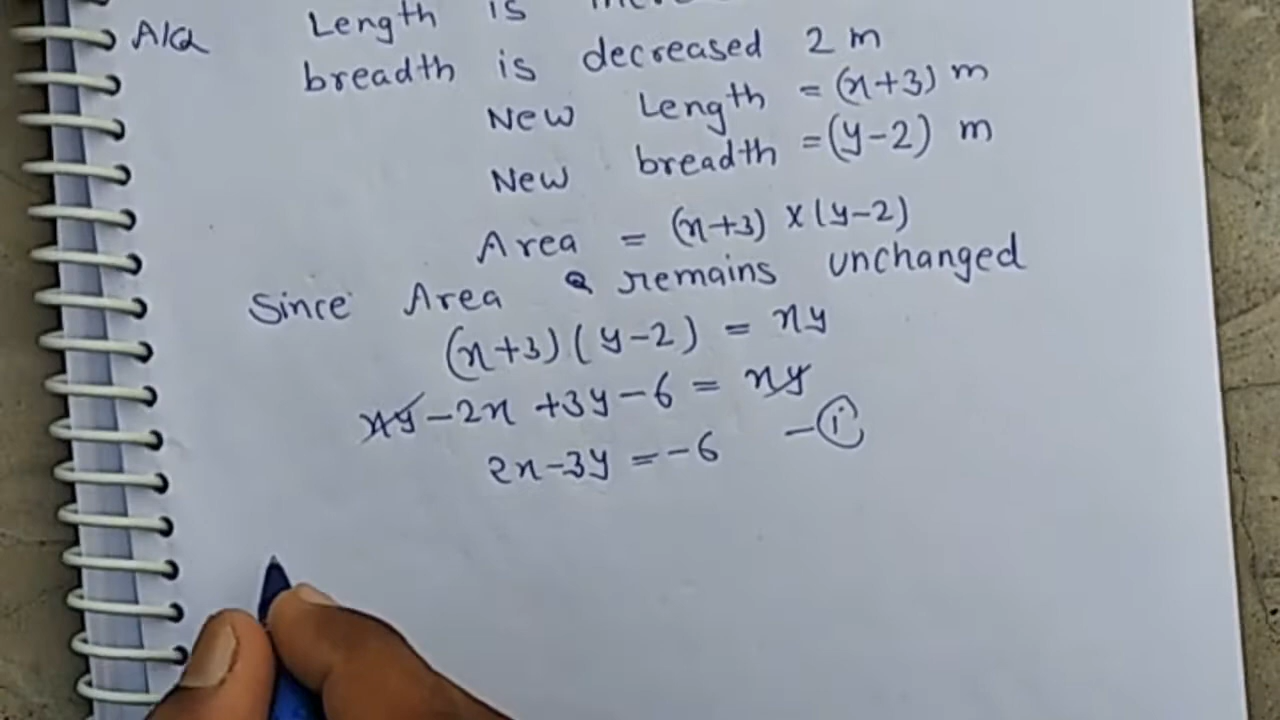 A/Q Length is
breadth is decreased 2 m
New Length = (x+3) m
New breadth = (y-2) m
Area = (x+3) × (y-2)
Since Area remains unchanged
(x+3) (y-2) = xy
xy - 2x + 3y - 6 = xy
2x - 3y = -6 - (i)